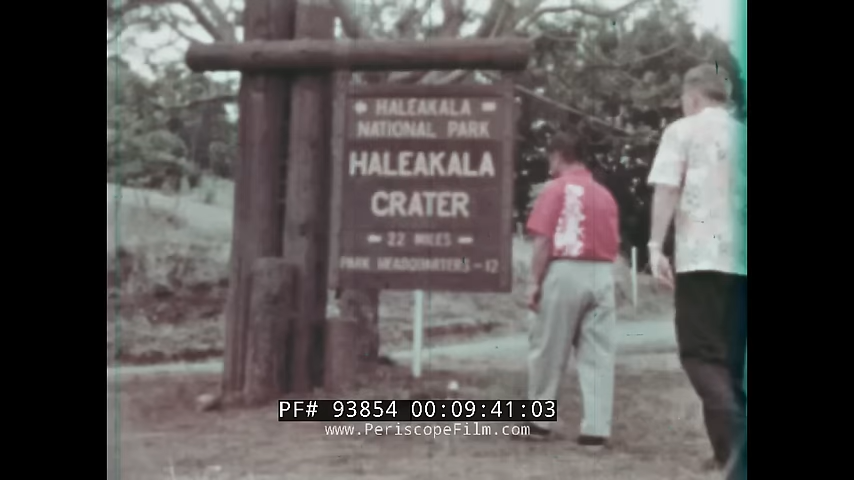 HALEAKALA
NATIONAL PARK
HALEAKALA
CRATER
22 MILES
PARK HEADQUARTERS-12
PF# 93854 00:09:41:03
www.PeriscopeFilm.com